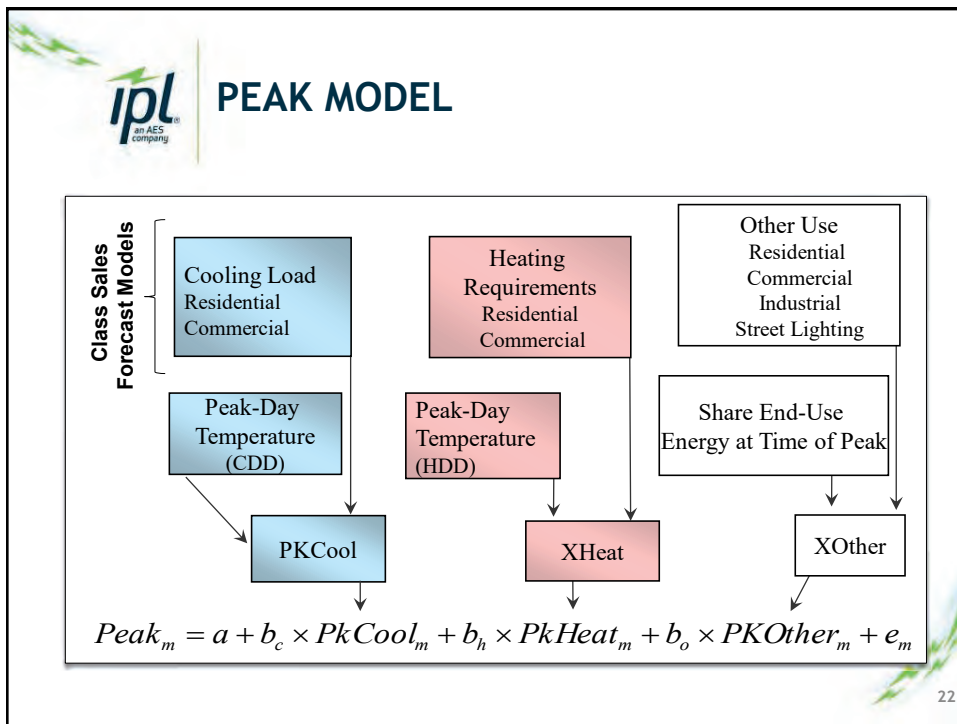 ipl®
an AES
company
PEAK MODEL
Class Sales
Forecast Models
Cooling Load
Residential
Commercial
Heating
Requirements
Residential
Commercial
Other Use
Residential
Commercial
Industrial
Street Lighting
Peak-Day
Temperature
(CDD)
Peak-Day
Temperature
(HDD)
Share End-Use
Energy at Time of Peak
PKCool
XHeat
XOther
Peak_m = a + b_c × PkCool_m + b_h × PkHeat_m + b_o × PKOther_m + e_m
22